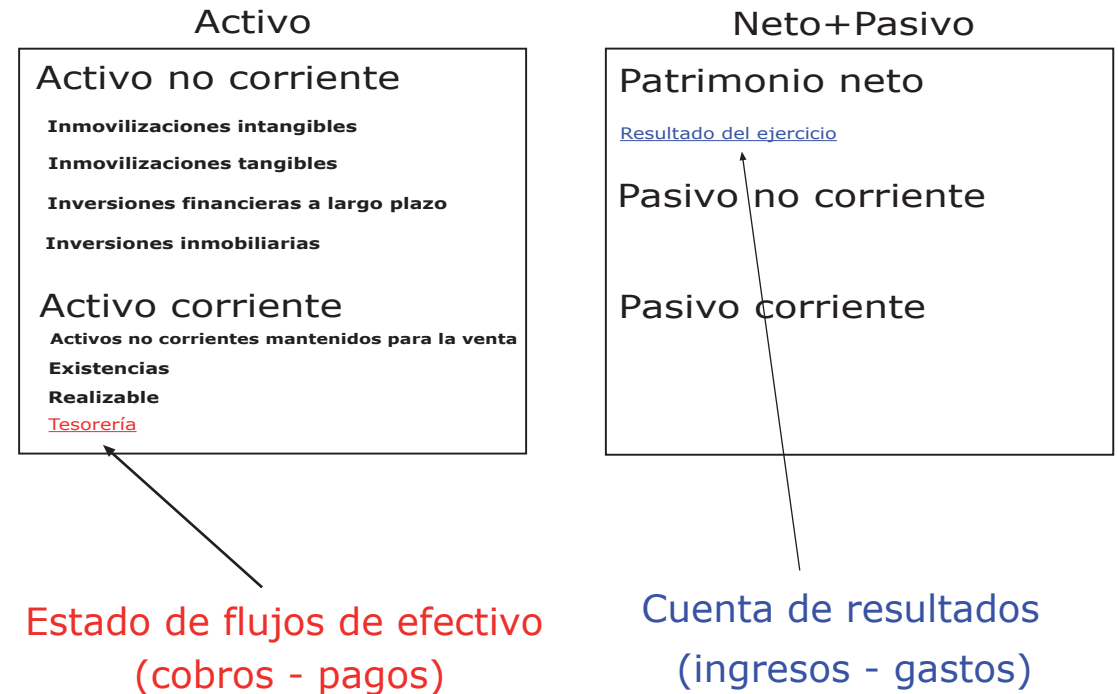 Activo
Activo no corriente
Inmovilizaciones intangibles
Inmovilizaciones tangibles
Inversiones financieras a largo plazo
Inversiones inmobiliarias
Activo corriente
Activos no corrientes mantenidos para la venta
Existencias
Realizable
Tesorería
Estado de flujos de efectivo
(cobros - pagos)
Neto+Pasivo
Patrimonio neto
Resultado del ejercicio
Pasivo no corriente
Pasivo corriente
Cuenta de resultados
(ingresos - gastos)